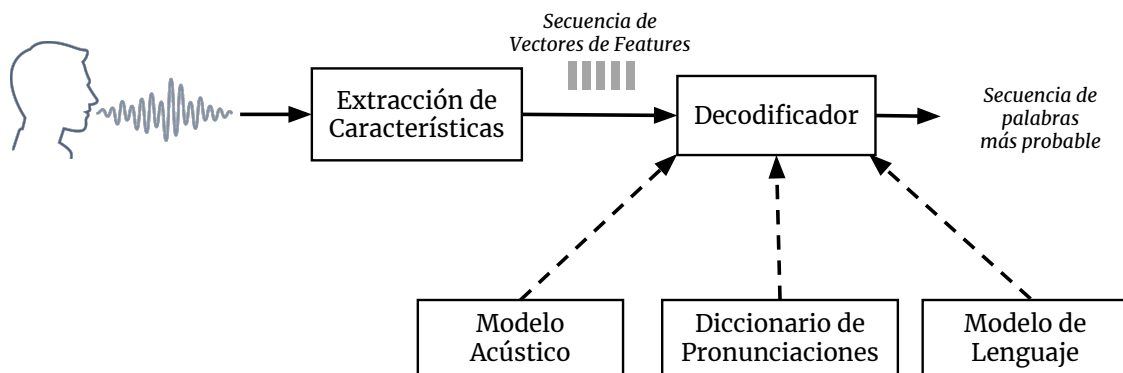 Secuencia de
Vectores de Features
Extracción de
Características
Decodificador
Secuencia de
palabras
más probable
Modelo
Acústico
Diccionario de
Pronunciaciones
Modelo de
Lenguaje